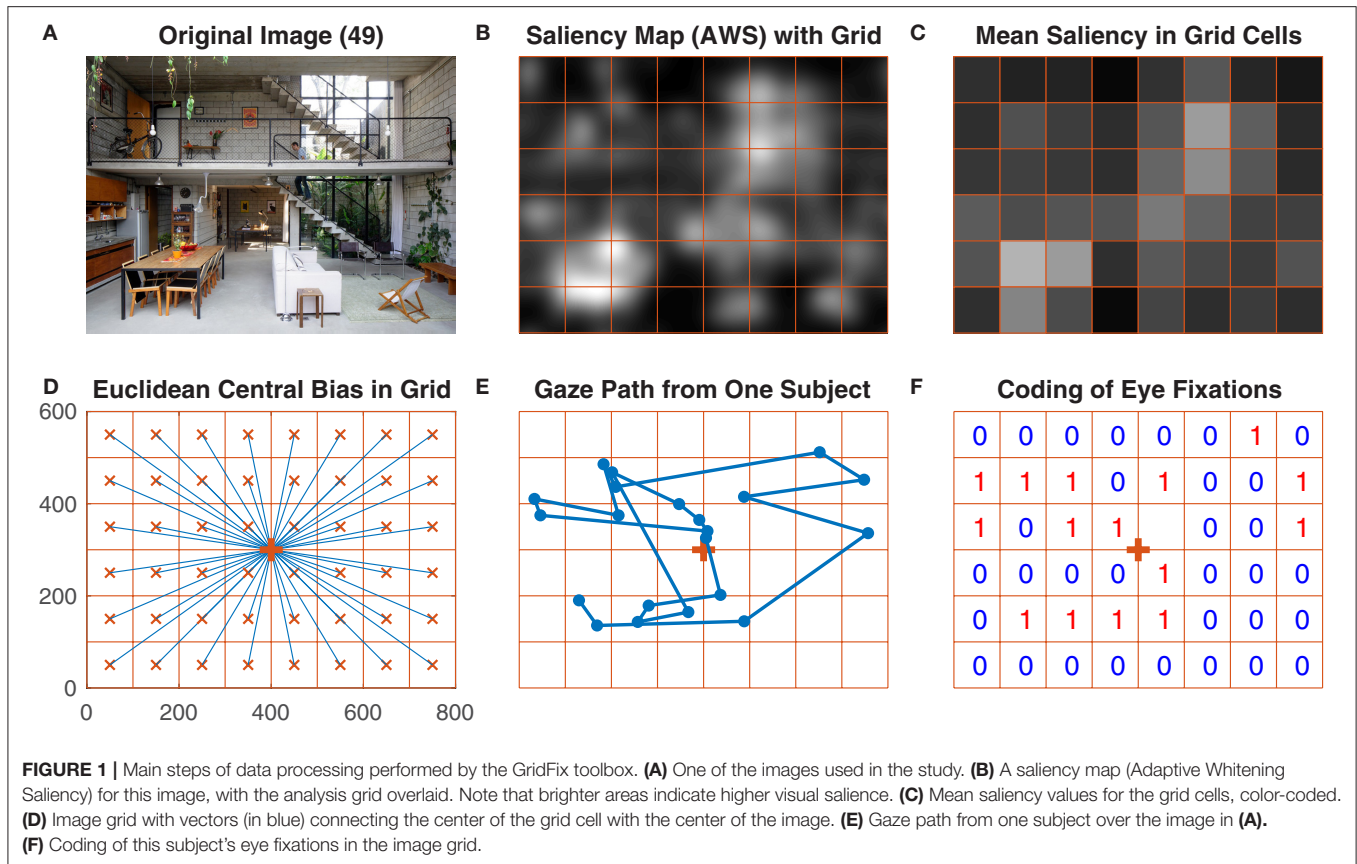 A Original Image (49)
B Saliency Map (AWS) with Grid
C Mean Saliency in Grid Cells
D Euclidean Central Bias in Grid
600
400
200
0
0 200 400 600 800
E Gaze Path from One Subject
F Coding of Eye Fixations
0 0 0 0 0 0 1 0
1 1 1 0 1 0 0 1
1 0 1 1 0 0 1
0 0 0 0 1 0 0 0
0 1 1 1 1 0 0 0
0 0 0 0 0 0 0 0
FIGURE 1 | Main steps of data processing performed by the GridFix toolbox. (A) One of the images used in the study. (B) A saliency map (Adaptive Whitening
Saliency) for this image, with the analysis grid overlaid. Note that brighter areas indicate higher visual salience. (C) Mean saliency values for the grid cells, color-coded.
(D) Image grid with vectors (in blue) connecting the center of the grid cell with the center of the image. (E) Gaze path from one subject over the image in (A).
(F) Coding of this subject's eye fixations in the image grid.